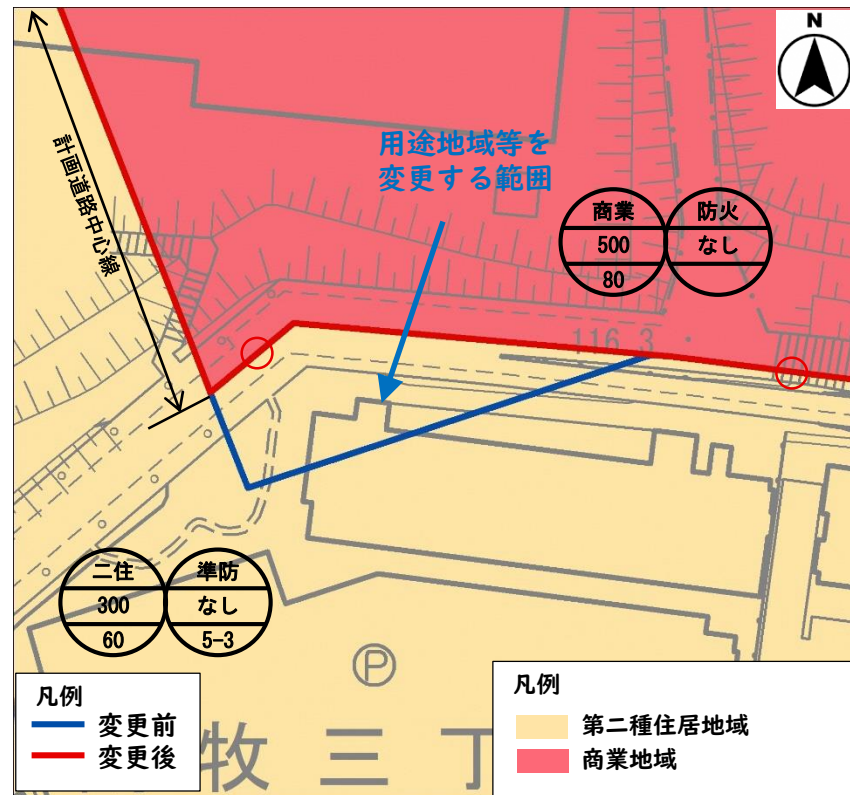 N
計画道路中心線
用途地域等を
変更する範囲
商業
500
80
防火
なし
116.3
二住
300
60
準防
なし
5-3
P
牧三丁
凡例
変更前
変更後
凡例
第二種住居地域
商業地域